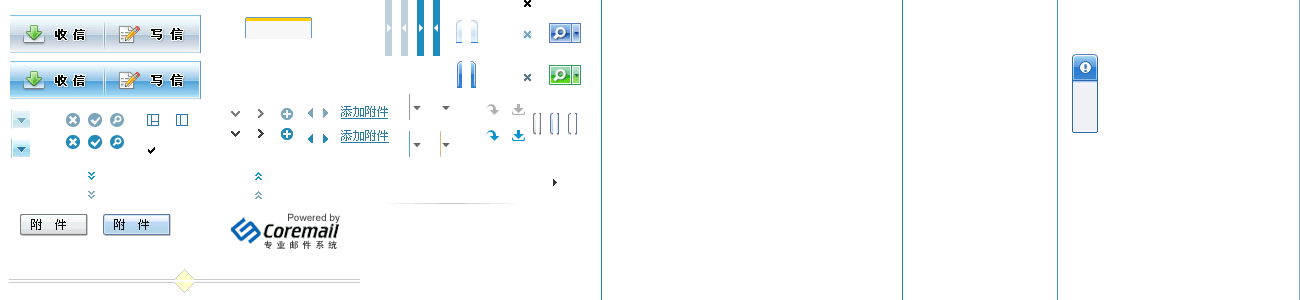 收 信 写 信
收 信 写 信
添加附件
添加附件
附 件 附 件
Powered by
Coremail
专业邮件系统